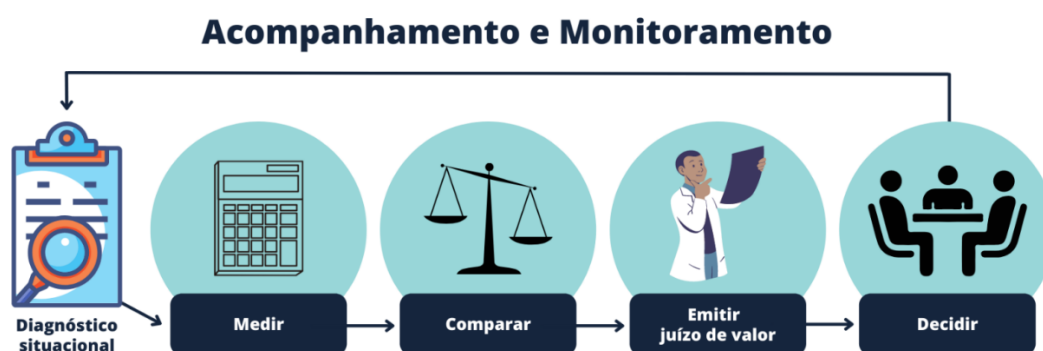 Acompanhamento e Monitoramento
Diagnóstico
situacional
Medir
Comparar
Emitir
juízo de valor
Decidir